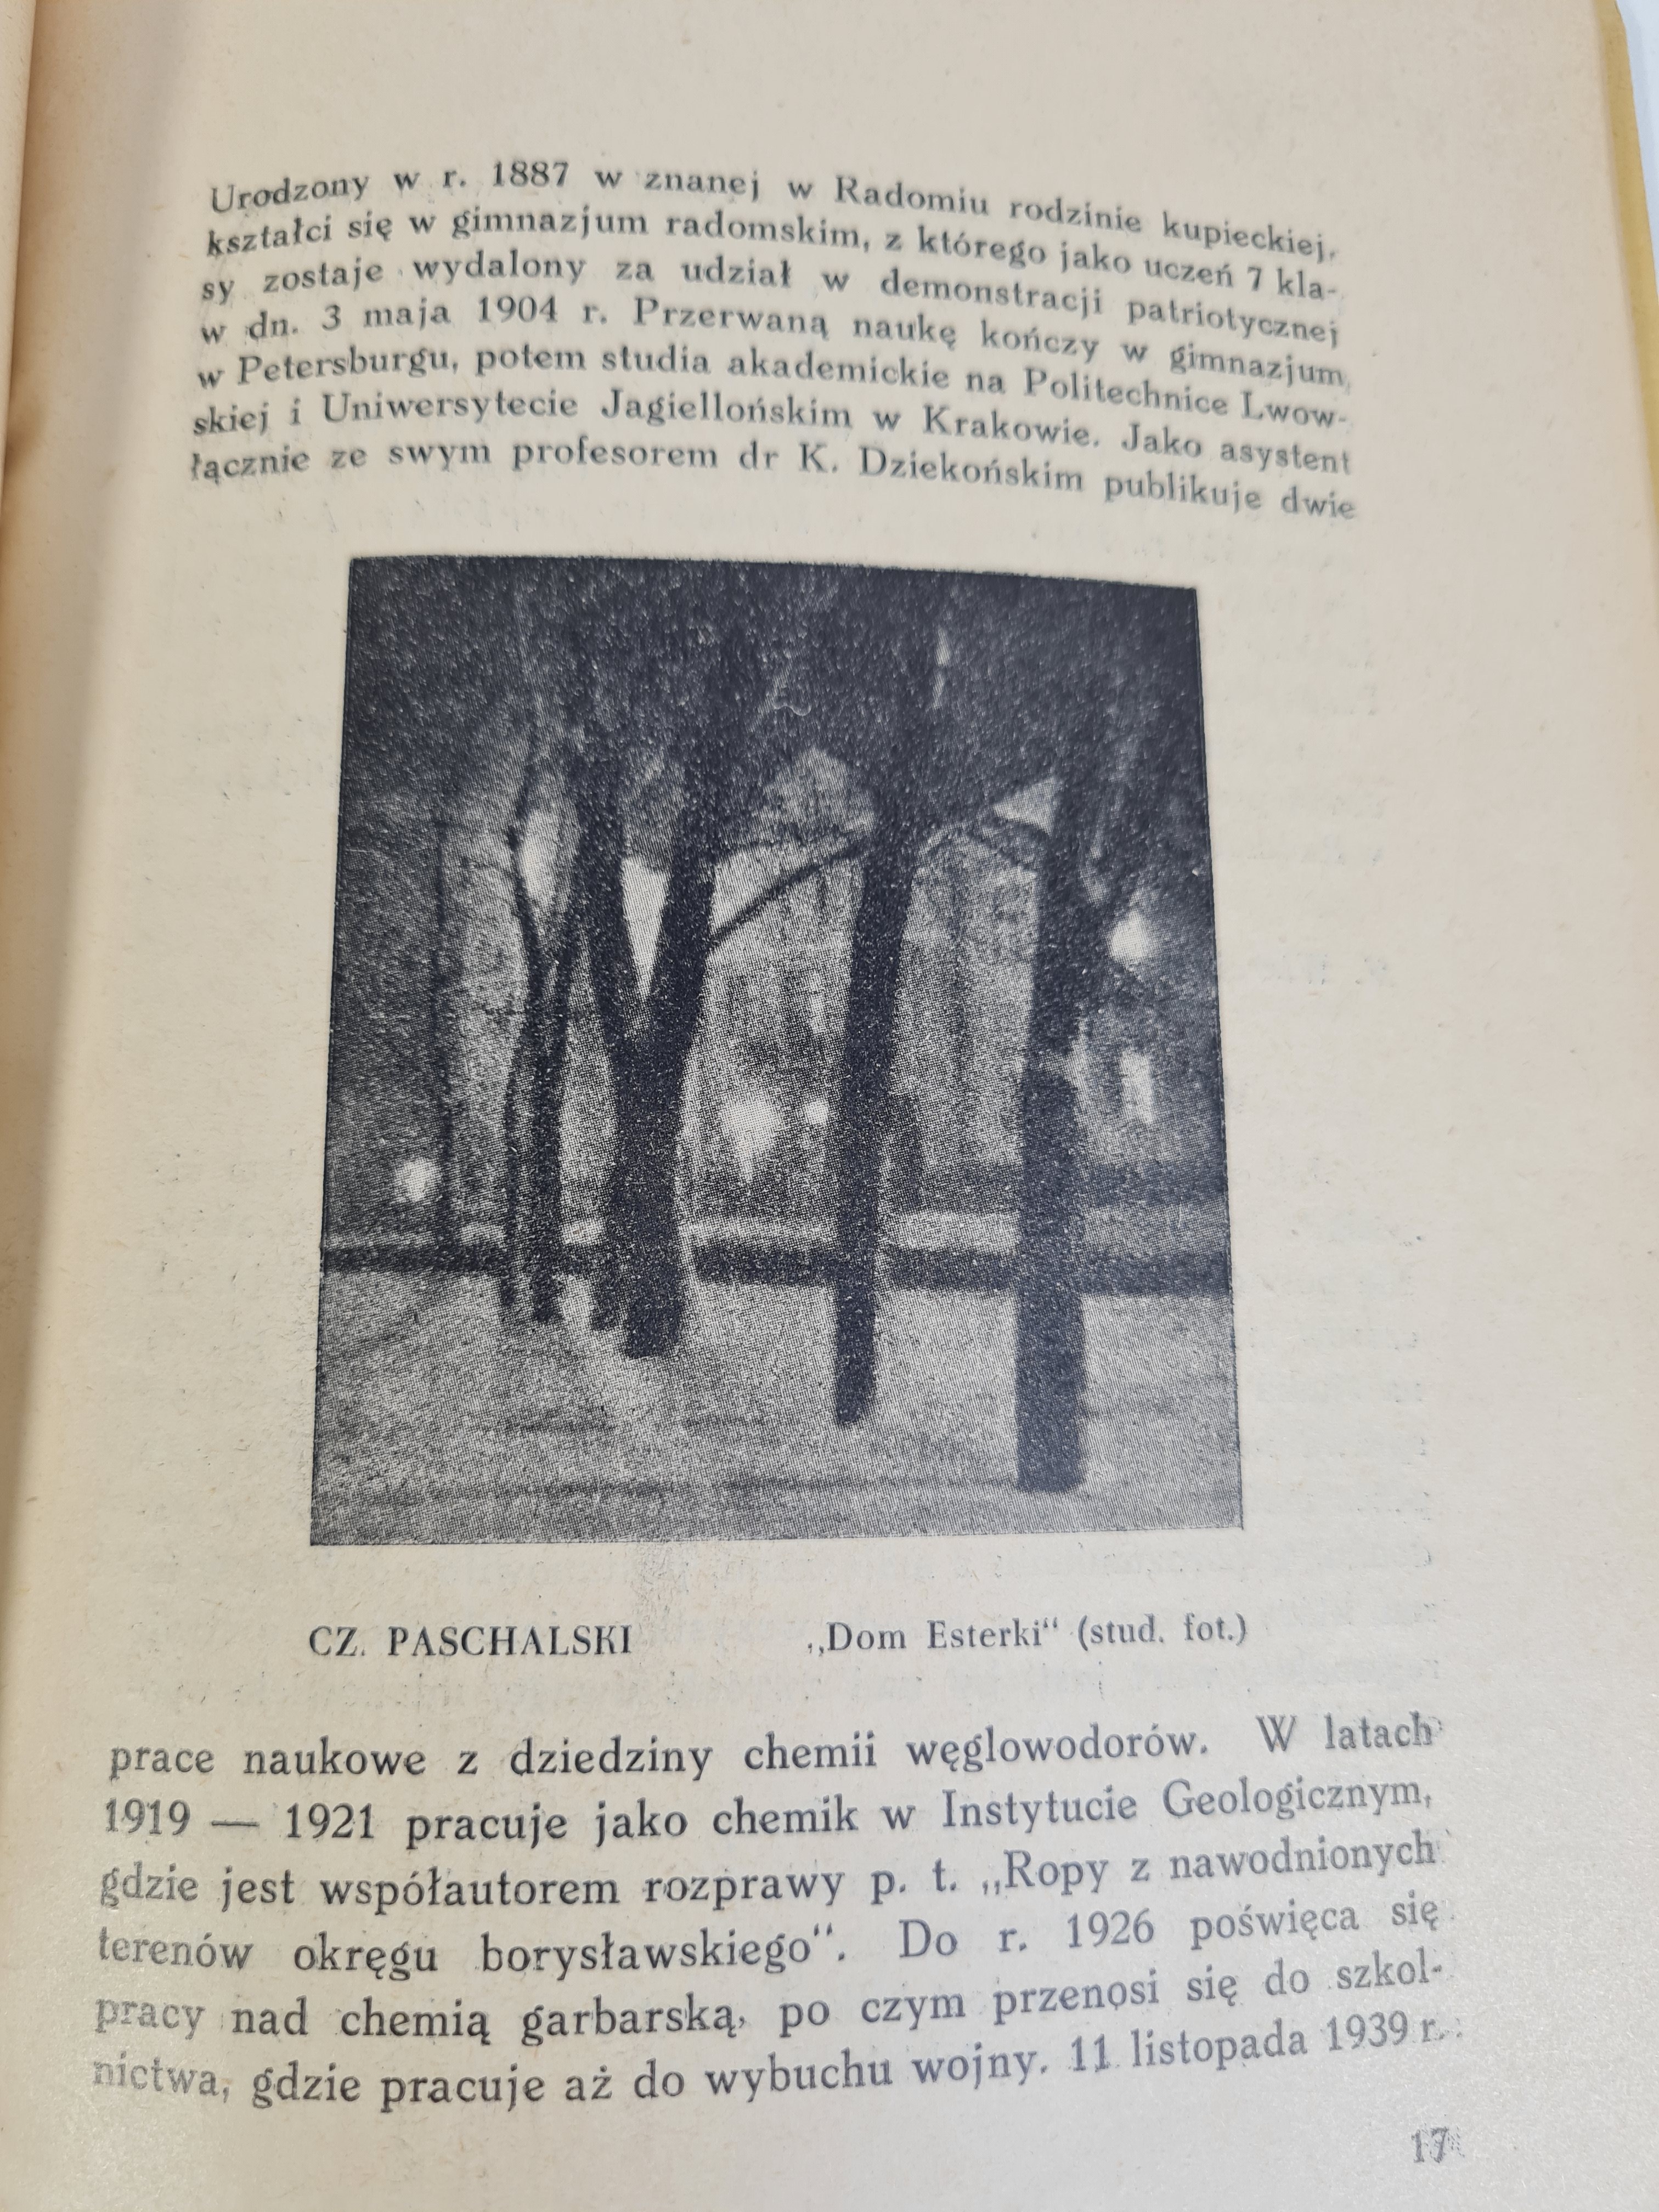 Urodzony w r. 1887 w znanej w Radomiu rodzinie kupieckiej,
kształci się w gimnazjum radomskim, z którego jako uczeń 7 kla-
sy zostaje wydalony za udział w demonstracji patriotycznej
w dn. 3 maja 1904 r. Przerwaną naukę kończy w gimnazjum
w Petersburgu, potem studia akademickie na Politechnice Lwow-
skiej i Uniwersytecie Jagiellońskim w Krakowie. Jako asystent
łącznie ze swym profesorem dr K. Dziekońskim publikuje dwie
CZ. PASCHALSKI „Dom Esterki“ (stud. fot.)
prace naukowe z dziedziny chemii węglowodorów. W latach
1919 — 1921 pracuje jako chemik w Instytucie Geologicznym,
gdzie jest współautorem rozprawy p. t. „Ropy z nawodnionych
terenów okręgu borysławskiego“. Do r. 1926 poświęca się
pracy nad chemią garbarską, po czym przenosi się do szkol-
nictwa, gdzie pracuje aż do wybuchu wojny. 11 listopada 1939 r.
17